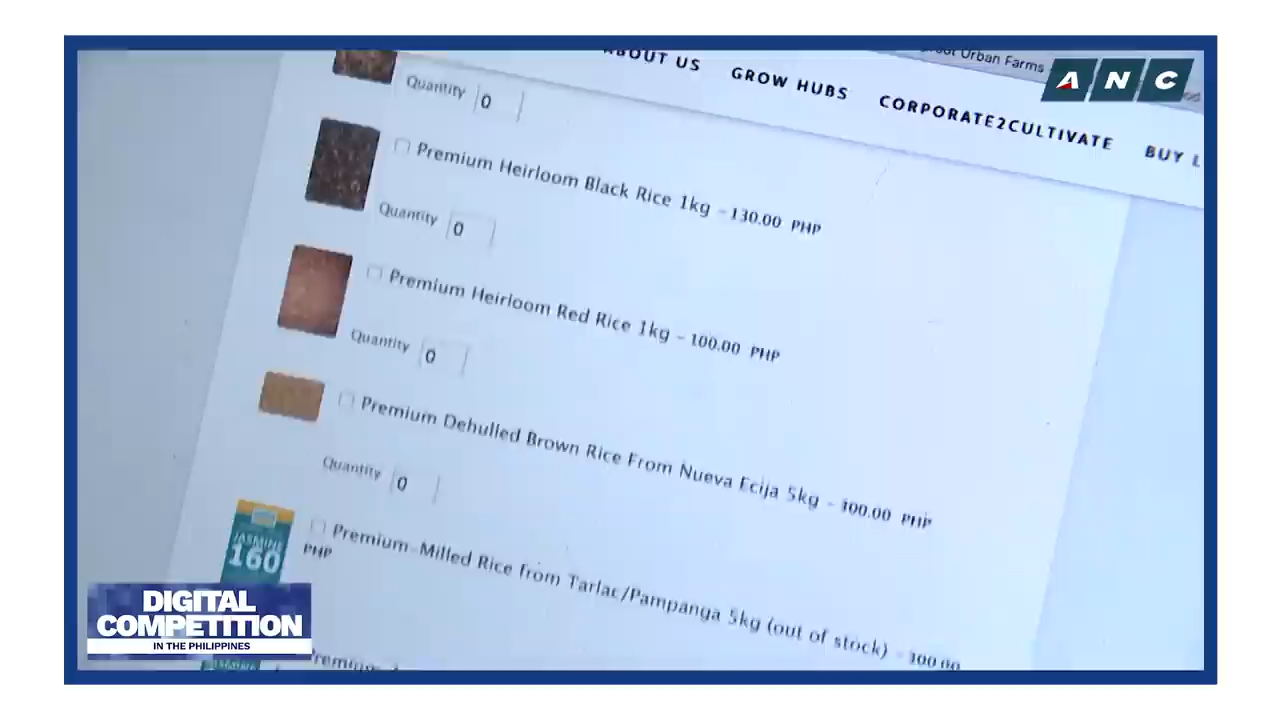 ABOUT US
GROW HUBS
CORPORATE2CULTIVATE
BUY L
Urban Farms
ANC
Quantity 0
Premium Heirloom Black Rice 1kg - 130.00 PHP
Quantity 0
Premium Heirloom Red Rice 1kg - 100.00 PHP
Quantity 0
Premium Dehulled Brown Rice From Nueva Ecija 5kg - 300.00 PHP
Quantity 0
Premium-Milled Rice from Tarlac/Pampanga 5kg (out of stock) - 300.00
PHP
JASMINE
160
DIGITAL
COMPETITION
IN THE PHILIPPINES